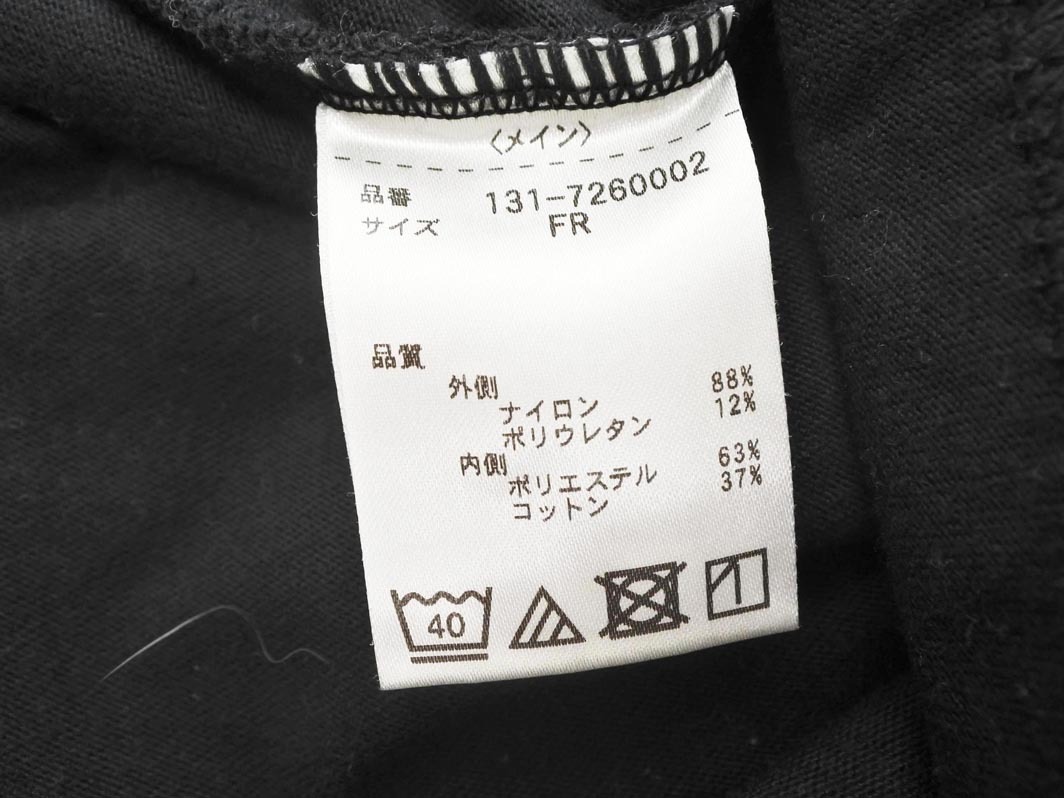 〈メイン〉
品番 131-7260002
サイズ FR
品質
外側
ナイロン 88%
ポリウレタン 12%
内側
ポリエステル 63%
コットン 37%
40